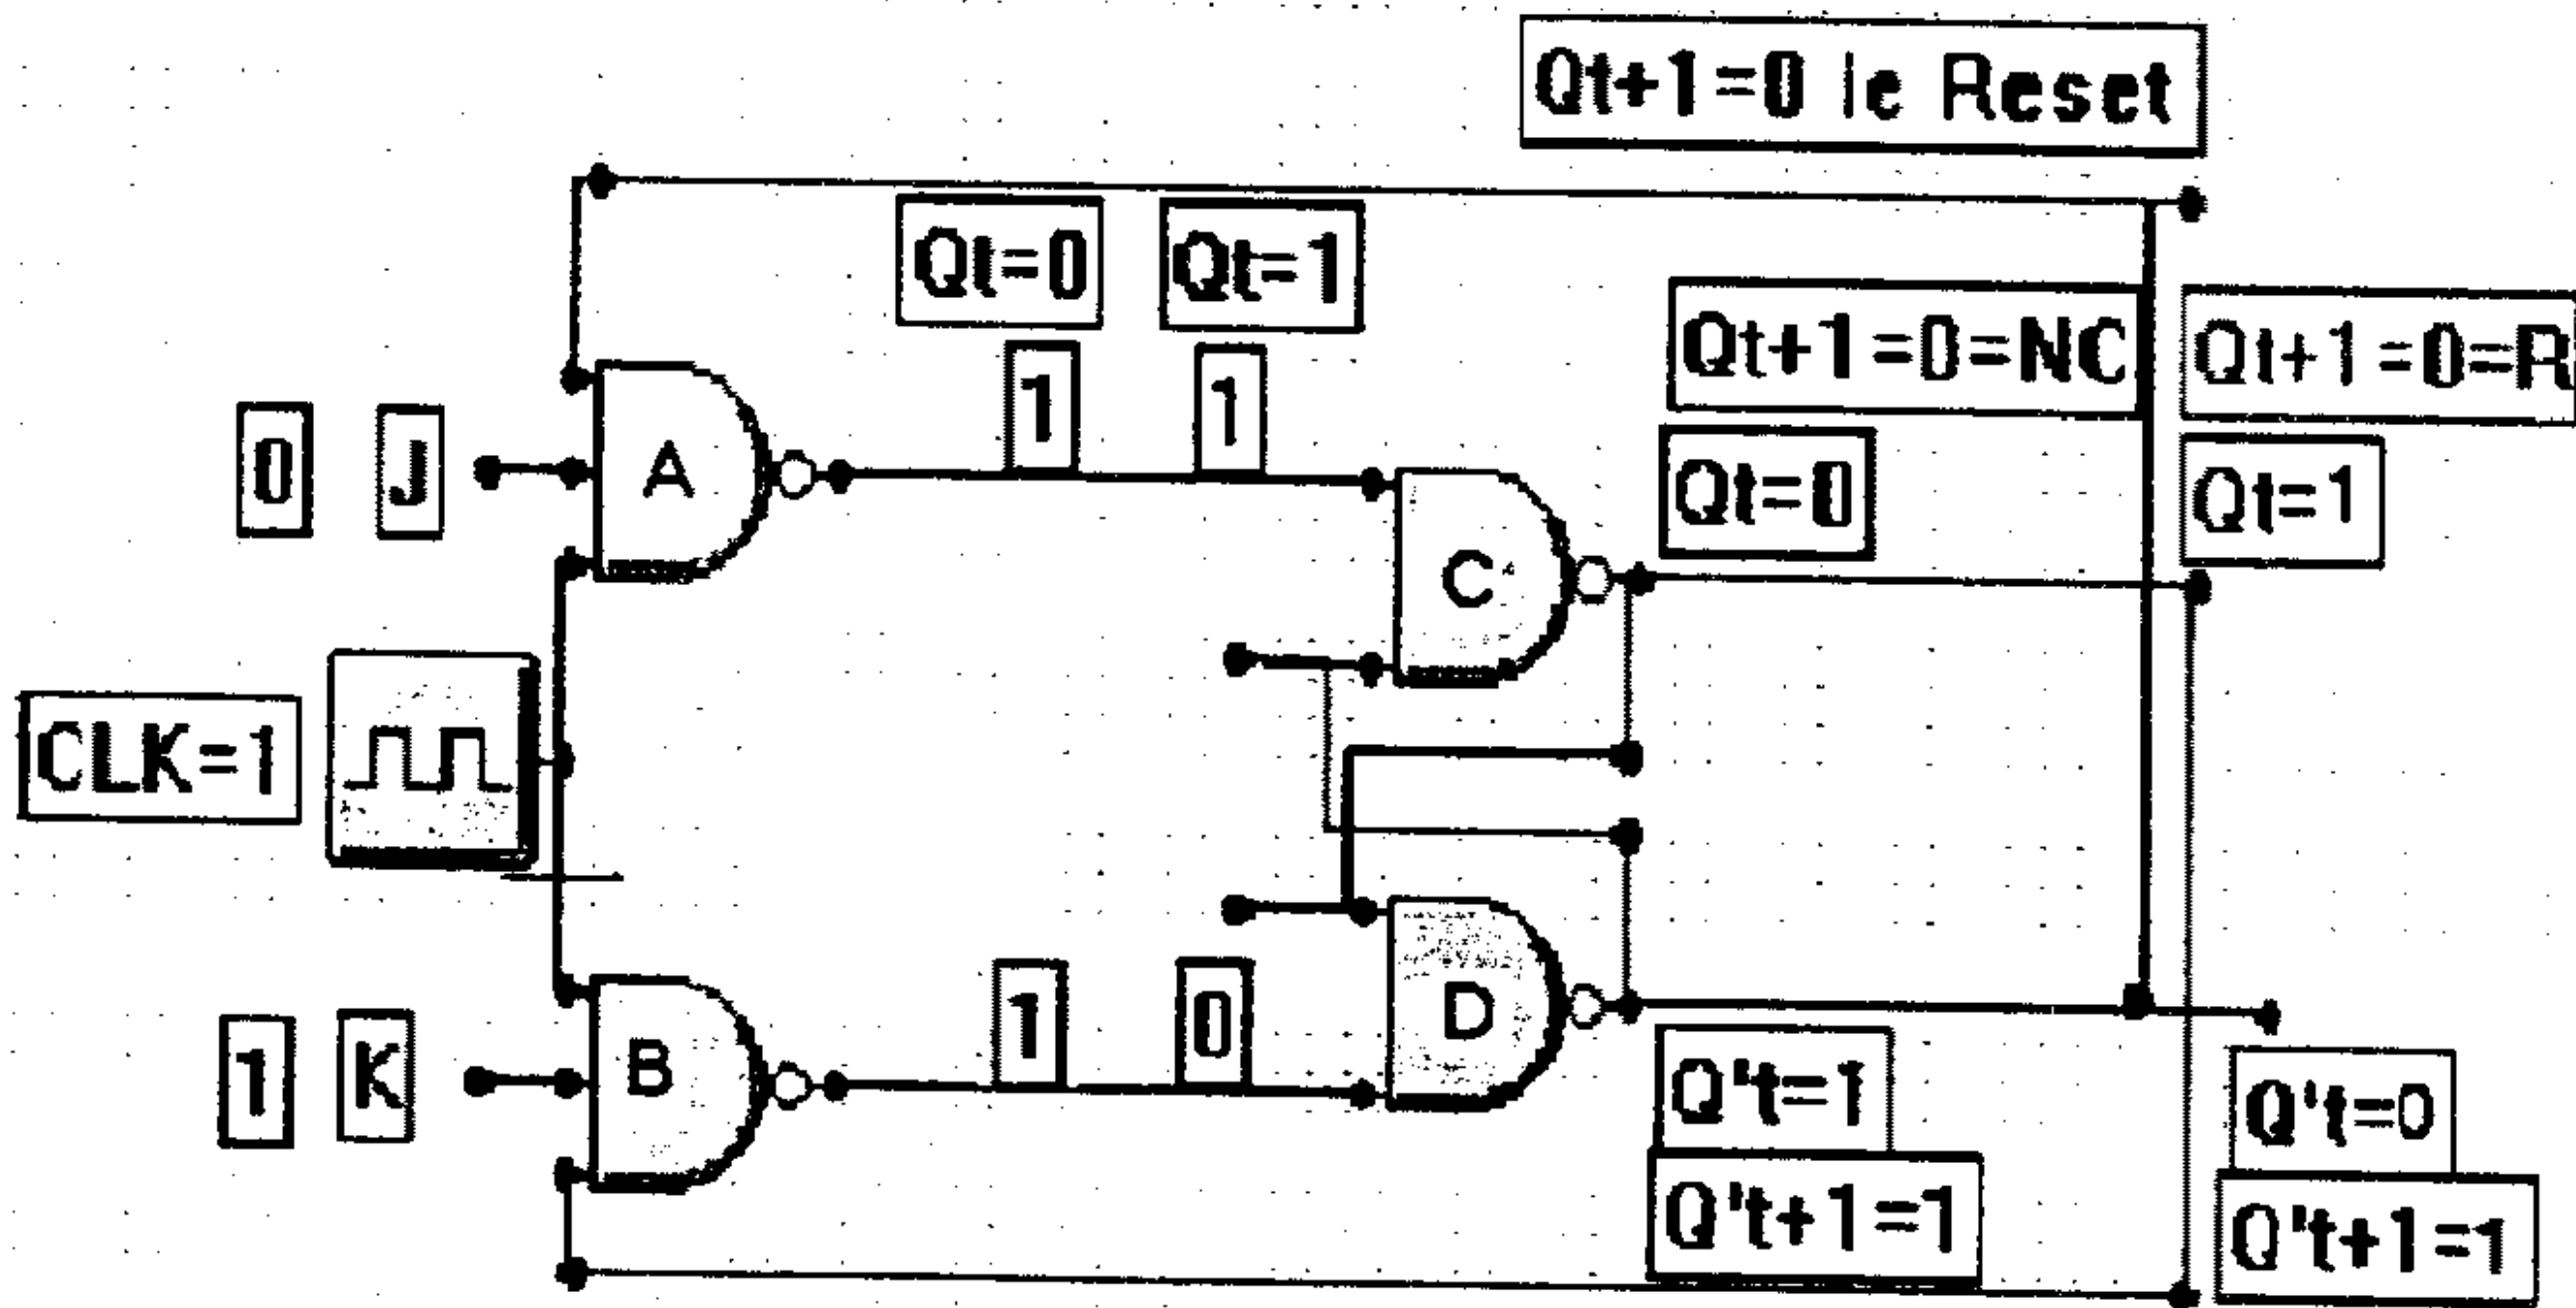 Qt+1=0 Ie Reset
Qt=0 Qt=1
Qt+1=0=NC Qt+1=0=R
1 1
0 J A
Qt=0 Qt=1
C
CLK=1
1 0
D
1 K B
Q't=1 Q't=0
Q't+1=1 Q't+1=1